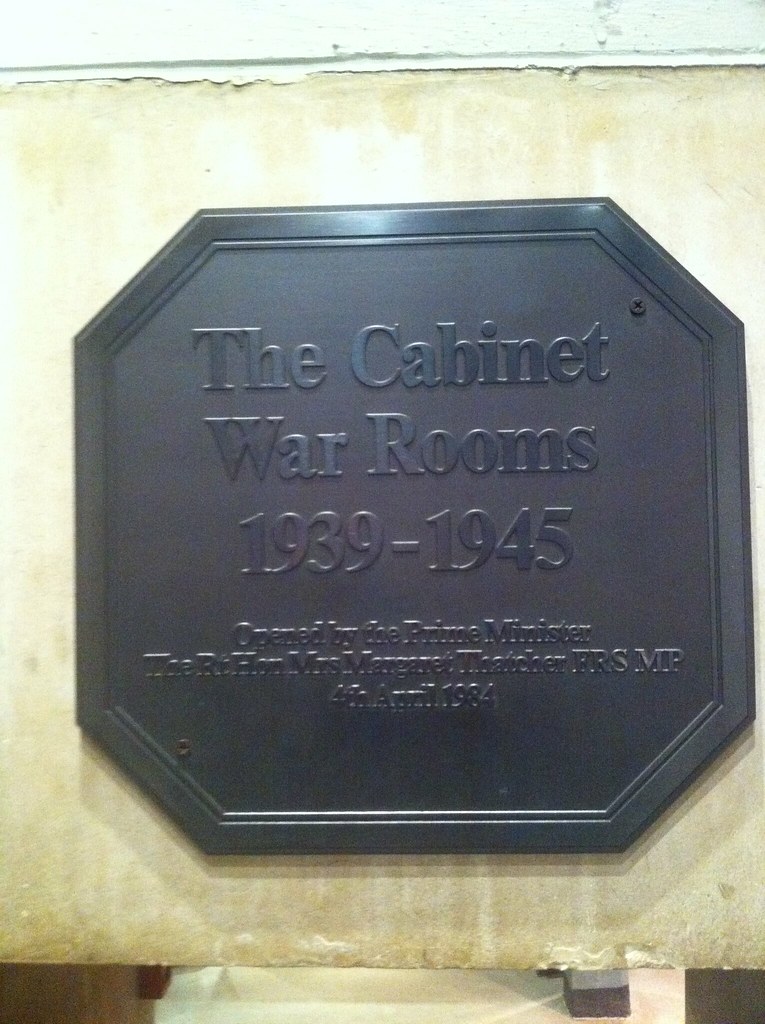 The Cabinet
War Rooms
1939-1945
Opened by the Prime Minister
The Rt Hon Mrs Margaret Thatcher FRS MP
4th April 1984